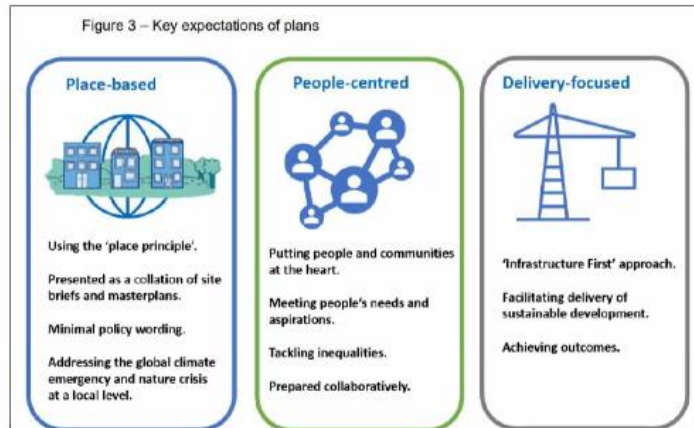 Figure 3 – Key expectations of plans
Place-based
Using the ‘place principle’.
Presented as a collation of site
briefs and masterplans.
Minimal policy wording.
Addressing the global climate
emergency and nature crisis
at a local level.
People-centred
Putting people and communities
at the heart.
Meeting people’s needs and
aspirations.
Tackling inequalities.
Prepared collaboratively.
Delivery-focused
‘Infrastructure First’ approach.
Facilitating delivery of
sustainable development.
Achieving outcomes.